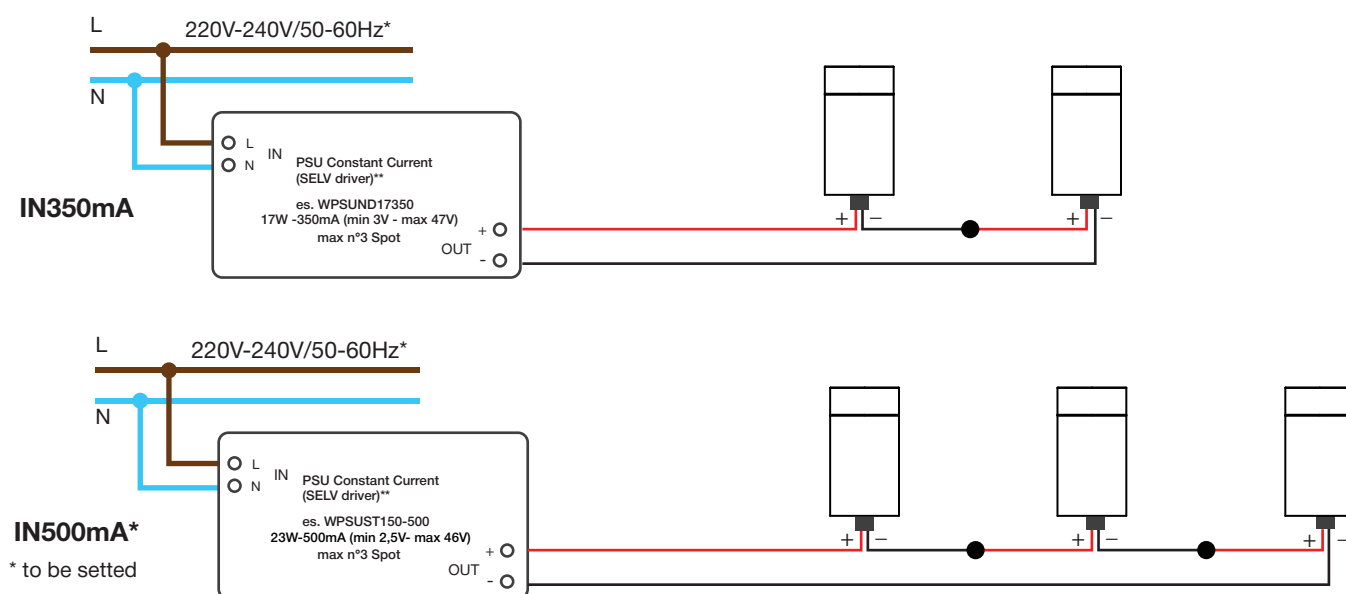 L
220V-240V/50-60Hz*
N
L
IN
N
PSU Constant Current
(SELV driver)**
es. WPSUND17350
17W -350mA (min 3V - max 47V)
max n°3 Spot
+
OUT
-
IN350mA
+ −
+ −
L
220V-240V/50-60Hz*
N
L
IN
N
PSU Constant Current
(SELV driver)**
es. WPSUST150-500
23W-500mA (min 2,5V- max 46V)
max n°3 Spot
+
OUT
-
IN500mA*
* to be setted
+ −
+ −
+ −